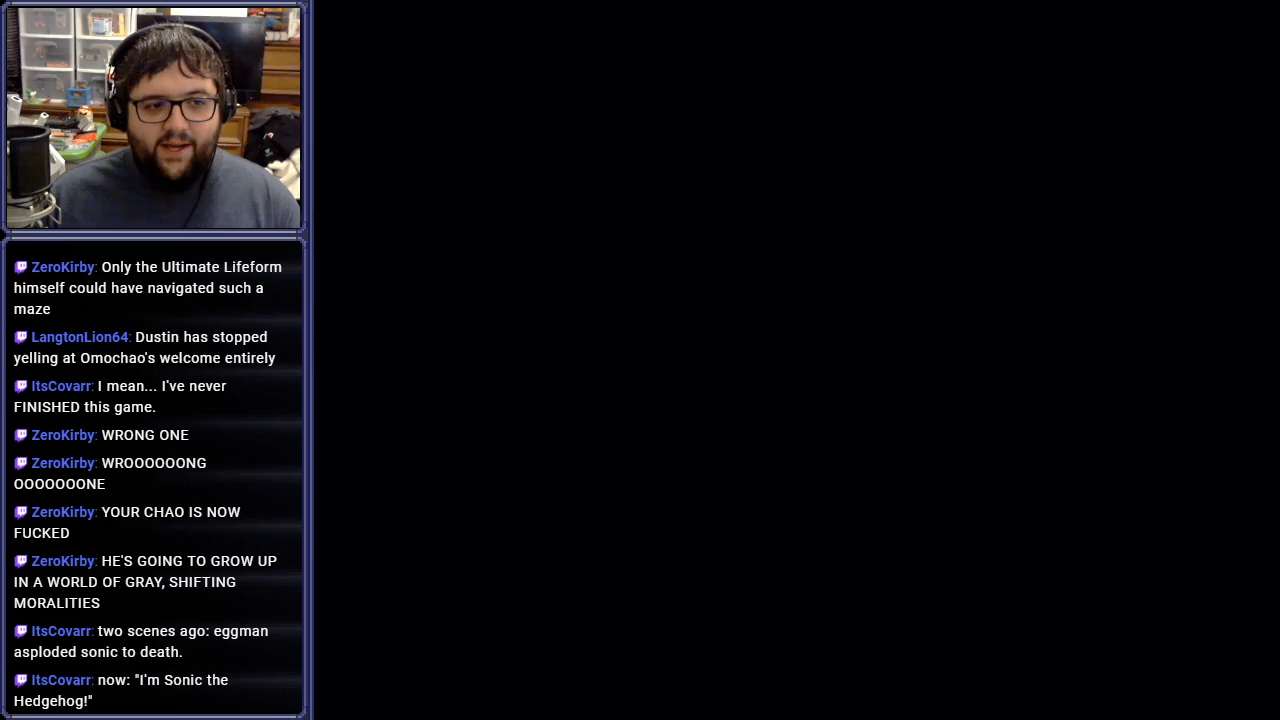 ZeroKirby: Only the Ultimate Lifeform
himself could have navigated such a
maze
LangtonLion64: Dustin has stopped
yelling at Omochao's welcome entirely
ItsCovarr: I mean... I've never
FINISHED this game.
ZeroKirby: WRONG ONE
ZeroKirby: WROOOOOONG
OOOOOOONE
ZeroKirby: YOUR CHAO IS NOW
FUCKED
ZeroKirby: HE'S GOING TO GROW UP
IN A WORLD OF GRAY, SHIFTING
MORALITIES
ItsCovarr: two scenes ago: eggman
asploded sonic to death.
ItsCovarr: now: "I'm Sonic the
Hedgehog!"